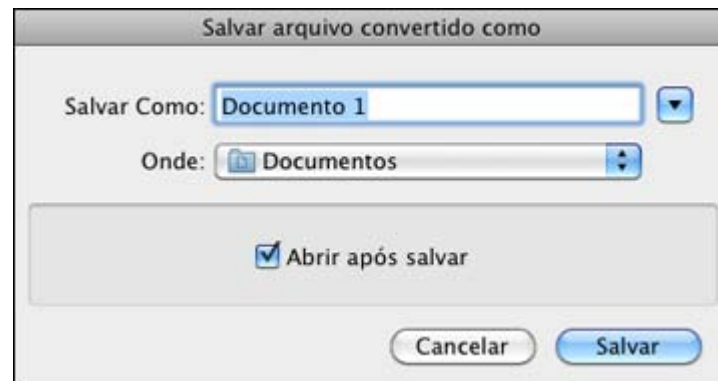 Salvar arquivo convertido como
Salvar Como: Documento 1
Onde: Documentos
Abrir após salvar
Cancelar Salvar